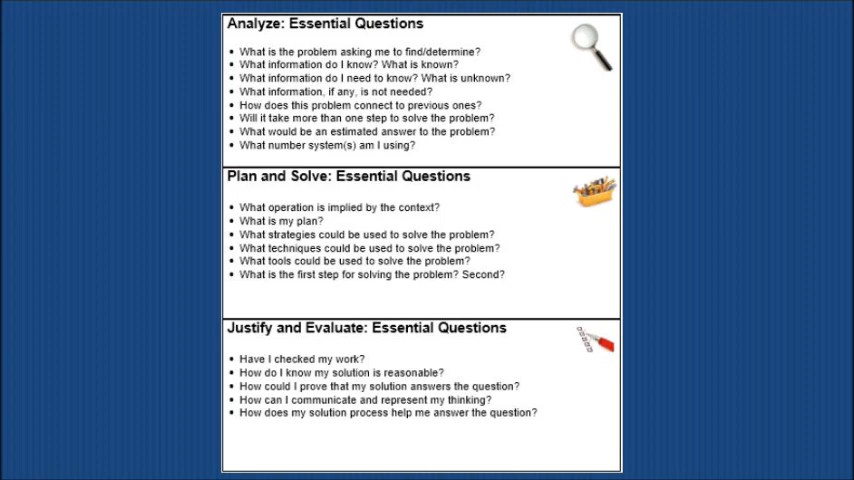 Analyze: Essential Questions
• What is the problem asking me to find/determine?
• What information do I know? What is known?
• What information do I need to know? What is unknown?
• What information, if any, is not needed?
• How does this problem connect to previous ones?
• Will it take more than one step to solve the problem?
• What would be an estimated answer to the problem?
• What number system(s) am I using?
Plan and Solve: Essential Questions
• What operation is implied by the context?
• What is my plan?
• What strategies could be used to solve the problem?
• What techniques could be used to solve the problem?
• What tools could be used to solve the problem?
• What is the first step for solving the problem? Second?
Justify and Evaluate: Essential Questions
• Have I checked my work?
• How do I know my solution is reasonable?
• How could I prove that my solution answers the question?
• How can I communicate and represent my thinking?
• How does my solution process help me answer the question?